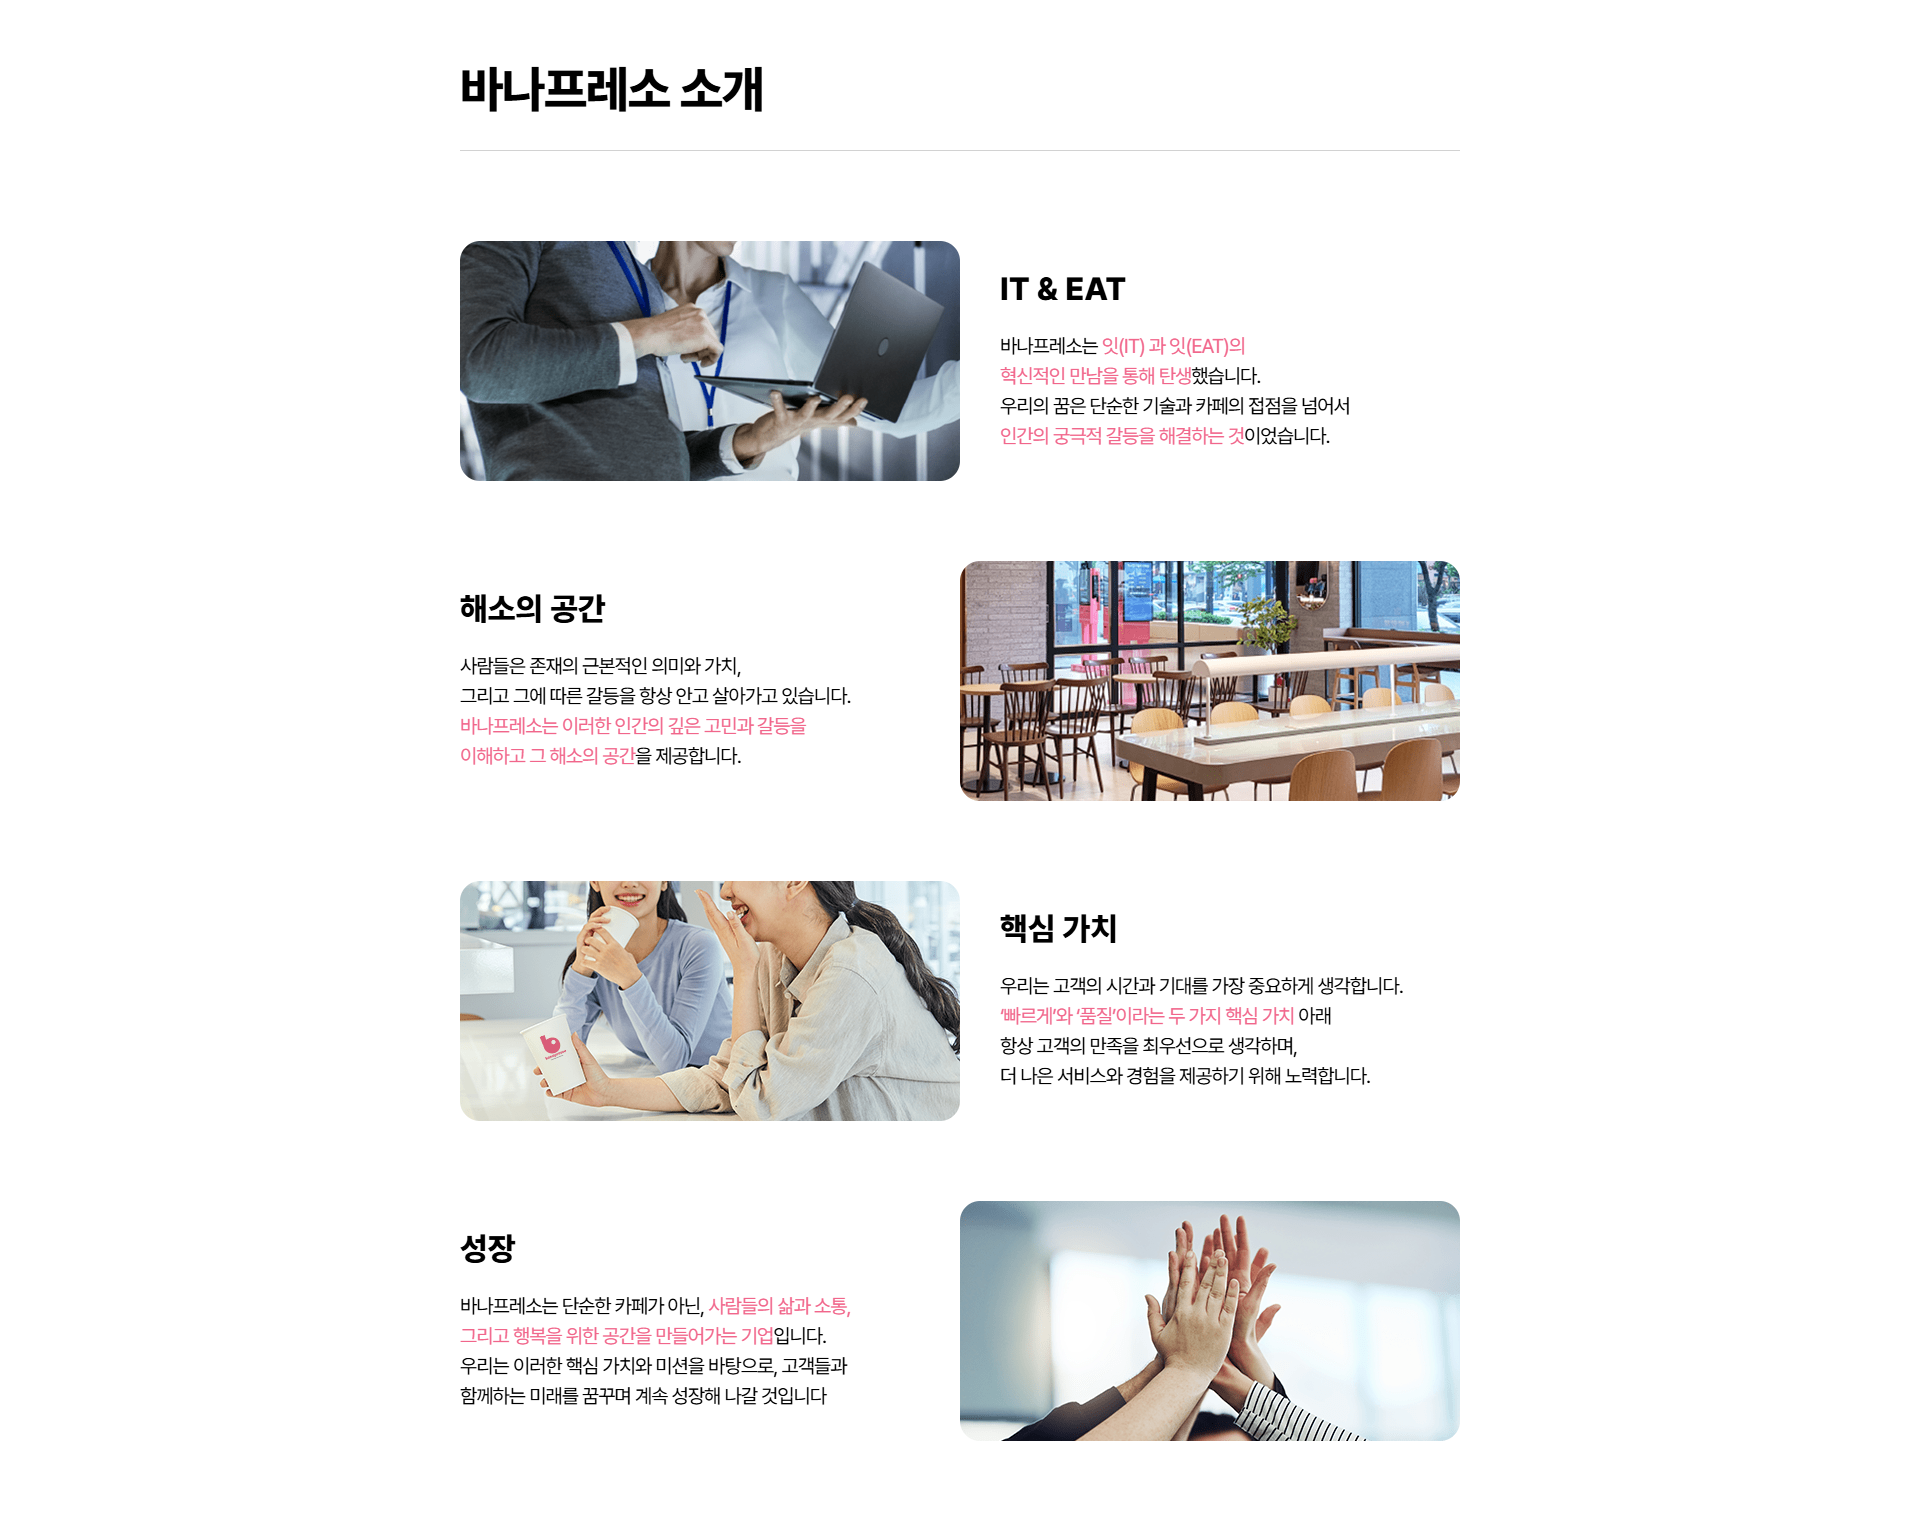 바나프레소 소개
IT & EAT
바나프레소는 잇(IT) 과 잇(EAT)의
혁신적인 만남을 통해 탄생했습니다.
우리의 꿈은 단순한 기술과 카페의 접점을 넘어서
인간의 궁극적 갈등을 해결하는 것이었습니다.
해소의 공간
사람들은 존재의 근본적인 의미와 가치,
그리고 그에 따른 갈등을 항상 안고 살아가고 있습니다.
바나프레소는 이러한 인간의 깊은 고민과 갈등을
이해하고 그 해소의 공간을 제공합니다.
핵심 가치
우리는 고객의 시간과 기대를 가장 중요하게 생각합니다.
‘빠르게’와 ‘품질’이라는 두 가지 핵심 가치 아래
항상 고객의 만족을 최우선으로 생각하며,
더 나은 서비스와 경험을 제공하기 위해 노력합니다.
성장
바나프레소는 단순한 카페가 아닌, 사람들의 삶과 소통,
그리고 행복을 위한 공간을 만들어가는 기업입니다.
우리는 이러한 핵심 가치와 미션을 바탕으로, 고객들과
함께하는 미래를 꿈꾸며 계속 성장해 나갈 것입니다